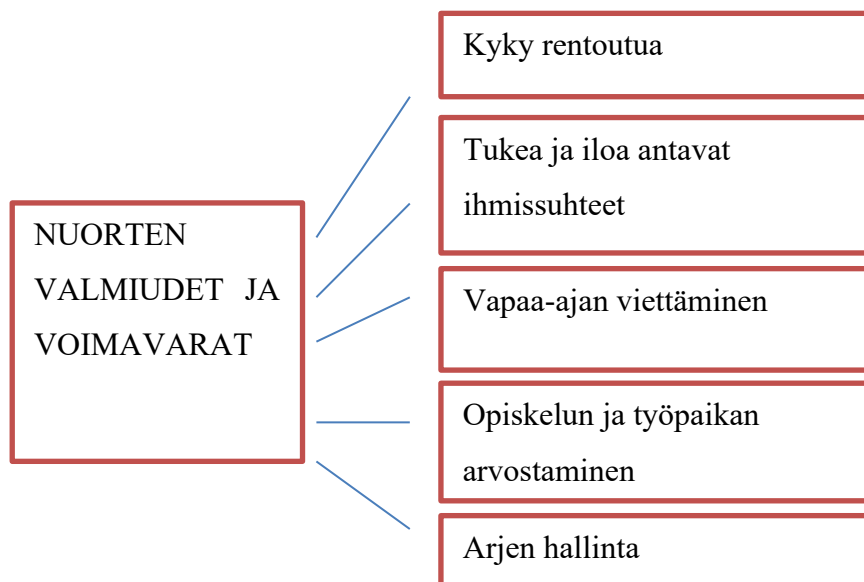 NUORTEN
VALMIUDET JA
VOIMAVARAT
Kyky rentoutua
Tukea ja iloa antavat
ihmissuhteet
Vapaa-ajan viettäminen
Opiskelun ja työpaikan
arvostaminen
Arjen hallinta